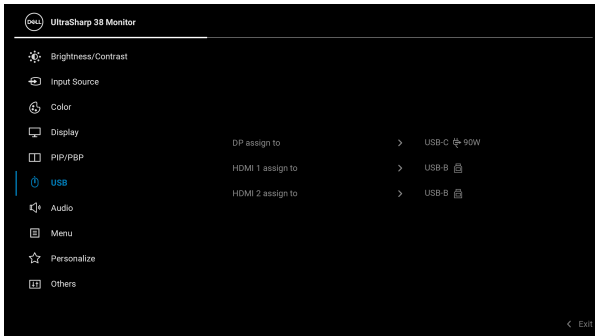 DELL
UltraSharp 38 Monitor
Brightness/Contrast
Input Source
Color
Display
DP assign to > USB-C 90W
PIP/PBP
HDMI 1 assign to > USB-B
USB
HDMI 2 assign to > USB-B
Audio
Menu
Personalize
Others
< Exit